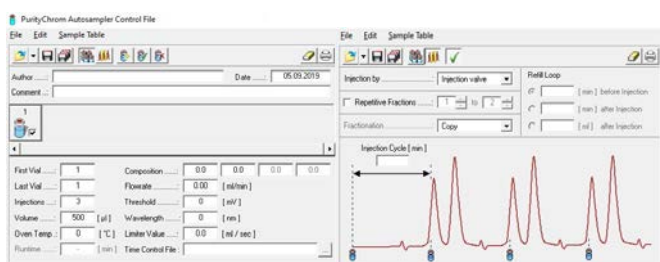 PurityChrom Autosampler Control File
File Edit Sample Table
Author ......:
Date ......: 05.09.2019
Comment ..:
1
First Vial ......: 1
Composition ......: 0.0 0.0 0.0 0.0
Last Vial ......: 1
Flowrate ......: 0.00 [ ml/min ]
Injections ...: 3
Threshold ......: 0 [ mV ]
Volume ......: 500 [ µl ]
Wavelength ......: 0 [ nm ]
Oven Temp .: 0 [ °C ]
Limiter Value ......: 0.0 [ ml / sec ]
Runtime ......: - [ min ]
Time Control File : ...
File Edit Sample Table
Injection by ......: Injection valve
Refill Loop
[ min ] before Injection
Repetitive Fractions ......: 1 to 2
[ min ] after Injection
Fractionation ......: Copy
[ ml ] after Injection
Injection Cycle [ min ]